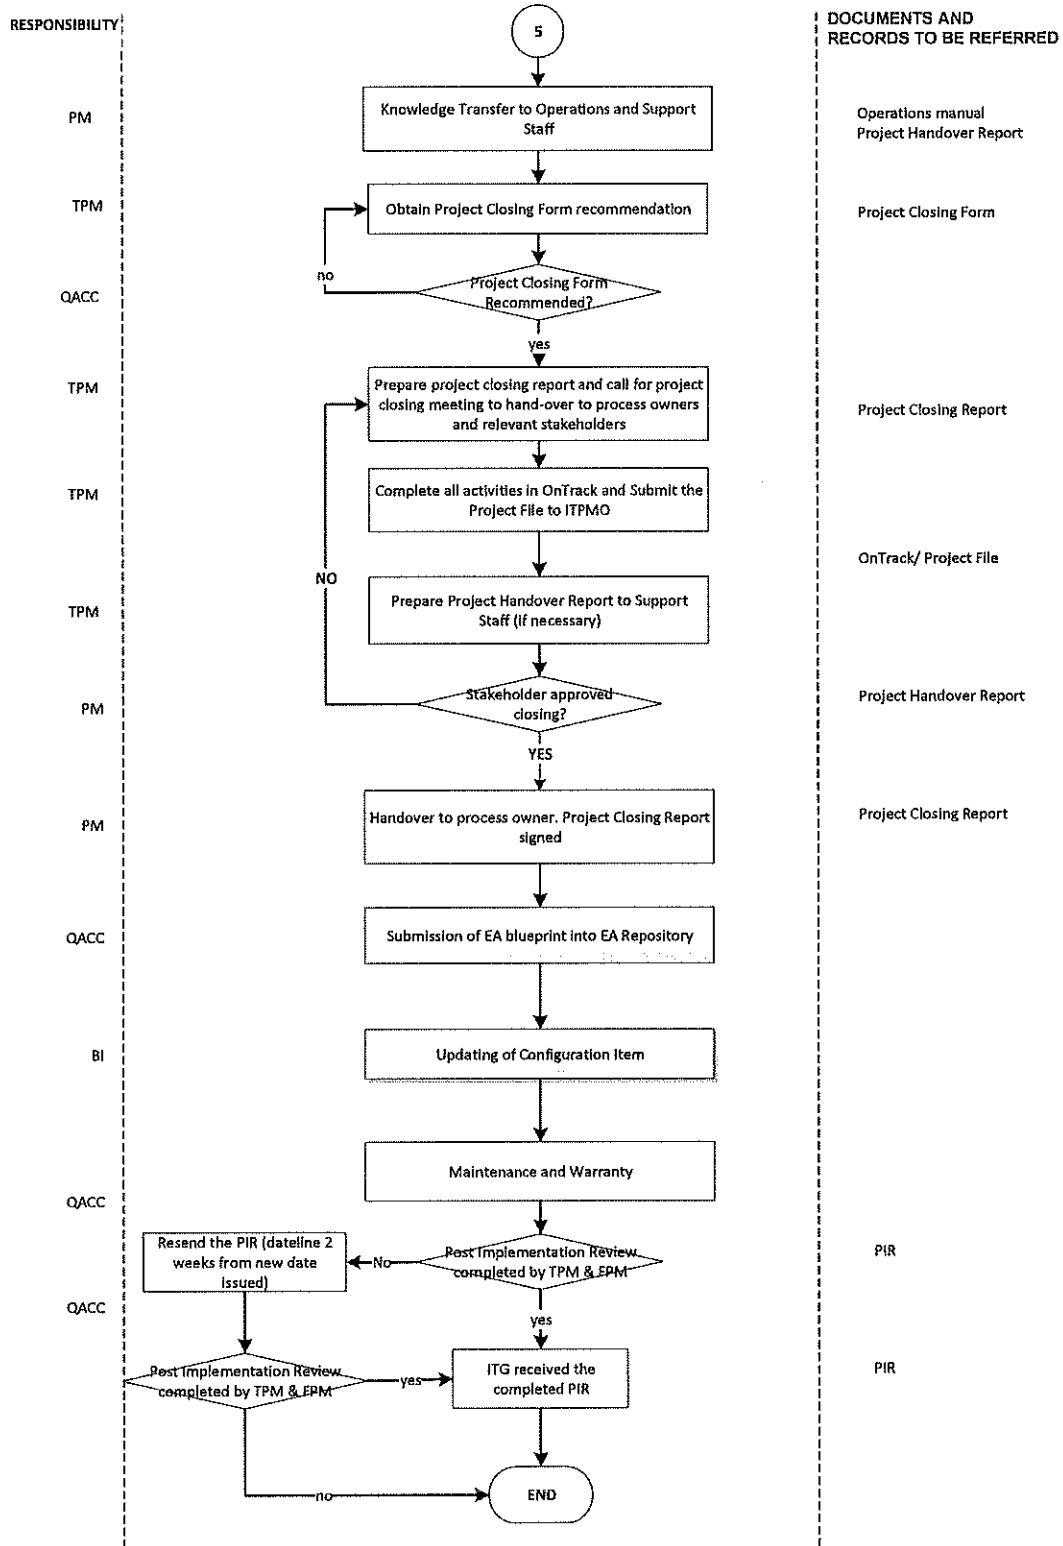 RESPONSIBILITY
5
DOCUMENTS AND
RECORDS TO BE REFERRED
PM
Knowledge Transfer to Operations and Support
Staff
Operations manual
Project Handover Report
TPM
Obtain Project Closing Form recommendation
Project Closing Form
no
QACC
Project Closing Form
Recommended?
yes
TPM
Prepare project closing report and call for project
closing meeting to hand-over to process owners
and relevant stakeholders
Project Closing Report
TPM
Complete all activities in OnTrack and Submit the
Project File to ITPMO
OnTrack/ Project File
NO
TPM
Prepare Project Handover Report to Support
Staff (if necessary)
PM
Stakeholder approved
closing?
Project Handover Report
YES
PM
Handover to process owner. Project Closing Report
signed
Project Closing Report
QACC
Submission of EA blueprint into EA Repository
BI
Updating of Configuration Item
Maintenance and Warranty
QACC
Resend the PIR (dateline 2
weeks from new date
issued)
No
Post Implementation Review
completed by TPM & FPM
PIR
QACC
yes
Post Implementation Review
completed by TPM & FPM
yes
ITG received the
completed PIR
PIR
no
END